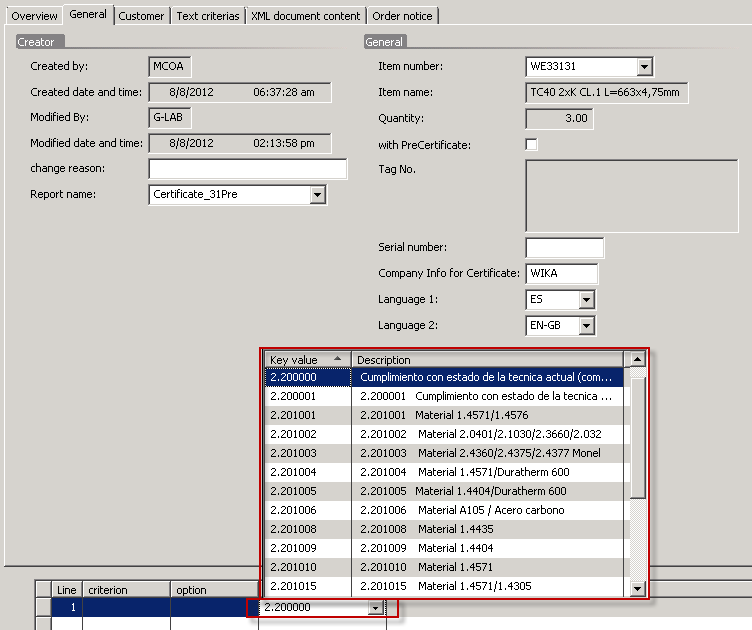 Overview General Customer Text criterias XML document content Order notice
Creator
Created by: MCOA
Created date and time: 8/8/2012 06:37:28 am
Modified By: G-LAB
Modified date and time: 8/8/2012 02:13:58 pm
change reason:
Report name: Certificate_31Pre
General
Item number: WE33131
Item name: TC40 2xK CL.1 L=663x4,75mm
Quantity: 3.00
with PreCertificate:
Tag No.
Serial number:
Company Info for Certificate: WIKA
Language 1: ES
Language 2: EN-GB
Key value Description
2.200000 Cumplimiento con estado de la tecnica actual (com...
2.200001 2.200001 Cumplimiento con estado de la tecnica ...
2.201001 2.201001 Material 1.4571/1.4576
2.201002 2.201002 Material 2.0401/2.1030/2.3660/2.032
2.201003 2.201003 Material 2.4360/2.4375/2.4377 Monel
2.201004 2.201004 Material 1.4571/Duratherm 600
2.201005 2.201005 Material 1.4404/Duratherm 600
2.201006 2.201006 Material A105 / Acero carbono
2.201008 2.201008 Material 1.4435
2.201009 2.201009 Material 1.4404
2.201010 2.201010 Material 1.4571
2.201015 2.201015 Material 1.4571/1.4305
Line criterion option
1 2.200000